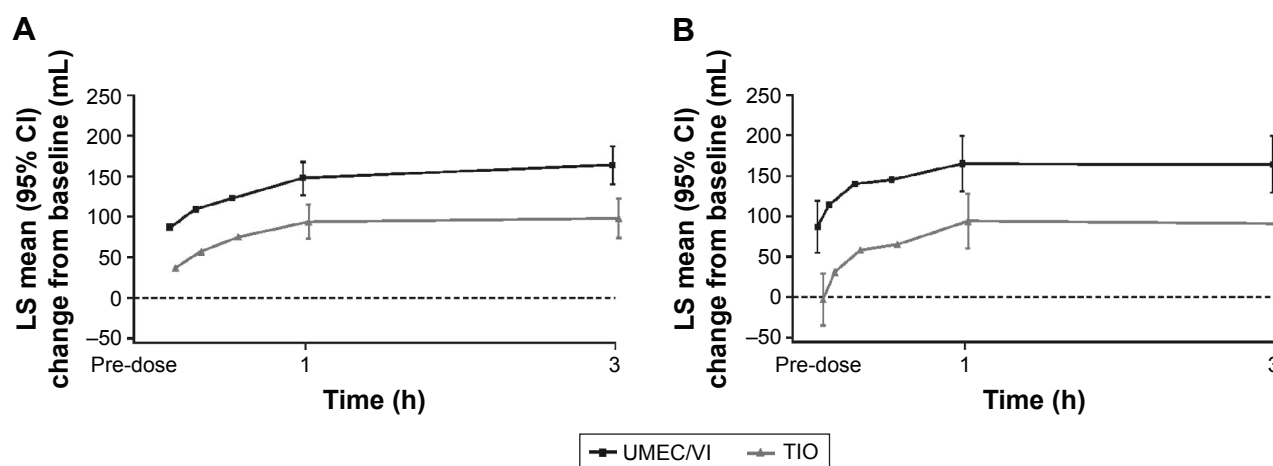 A
LS mean (95% CI)
change from baseline (mL)
250
200
150
100
50
0
–50
Pre-dose
1
3
Time (h)
B
LS mean (95% CI)
change from baseline (mL)
250
200
150
100
50
0
–50
Pre-dose
1
3
Time (h)
UMEC/VI TIO